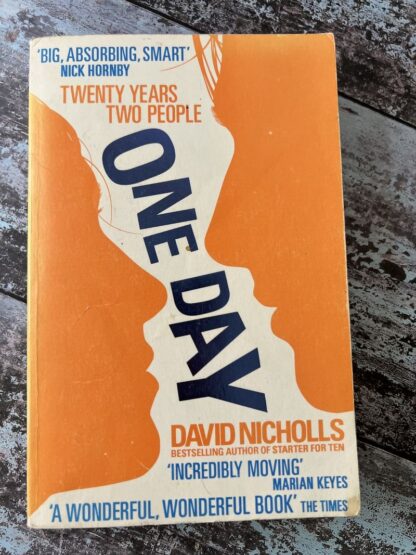 'BIG, ABSORBING, SMART'
NICK HORNBY
TWENTY YEARS
TWO PEOPLE
ONE DAY
DAVID NICHOLLS
BESTSELLING AUTHOR OF STARTER FOR TEN
'INCREDIBLY MOVING'
MARIAN KEYES
'A WONDERFUL, WONDERFUL BOOK' THE TIMES